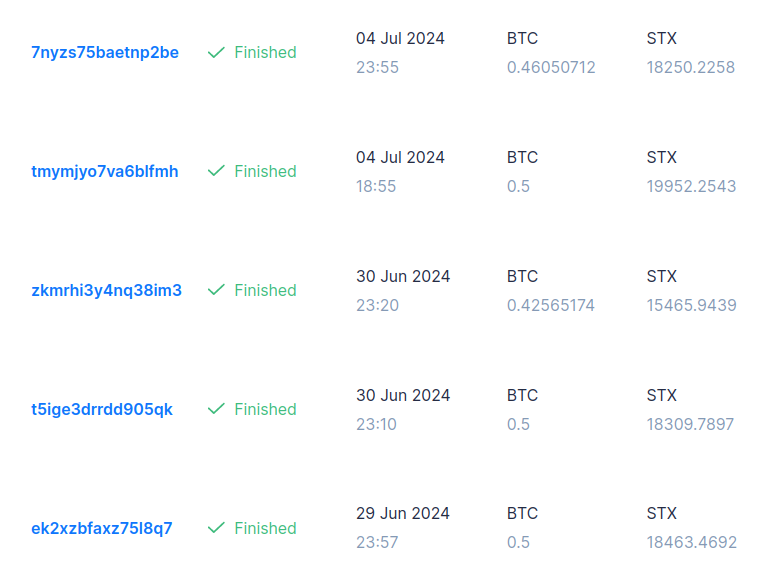 04 Jul 2024 BTC STX
7nyzs75baetnp2be Finished
23:55 0.46050712 18250.2258
04 Jul 2024 BTC STX
tmymjyo7va6blfmh Finished
18:55 0.5 19952.2543
30 Jun 2024 BTC STX
zkmrhi3y4nq38im3 Finished
23:20 0.42565174 15465.9439
30 Jun 2024 BTC STX
t5ige3drrdd905qk Finished
23:10 0.5 18309.7897
29 Jun 2024 BTC STX
ek2xzbfaxz75l8q7 Finished
23:57 0.5 18463.4692